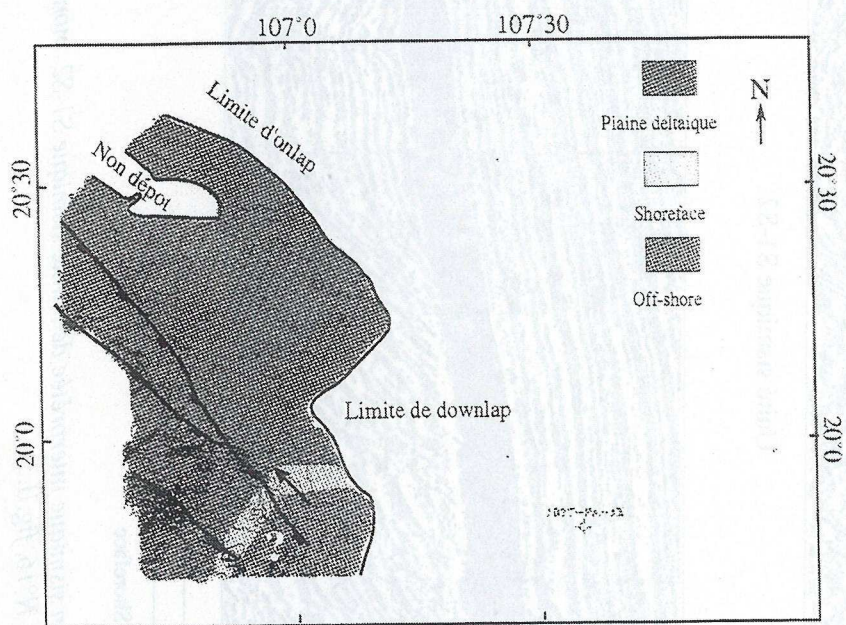 107°0
107°30
Limite d'onlap
Non dépot
20°30
20°0
Limite de downlap
Plaine deltaique
Shoreface
Off-shore
N
20°30
20°0